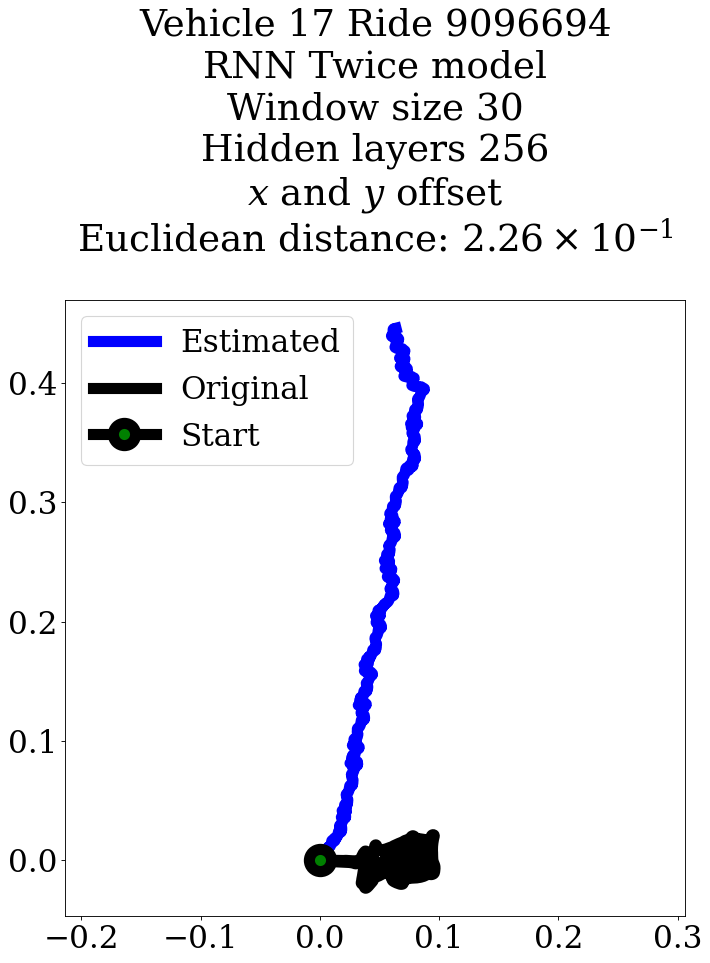 Vehicle 17 Ride 9096694
RNN Twice model
Window size 30
Hidden layers 256
x and y offset
Euclidean distance: 2.26 × 10⁻¹
Estimated
Original
Start
0.4
0.3
0.2
0.1
0.0
−0.2 −0.1 0.0 0.1 0.2 0.3